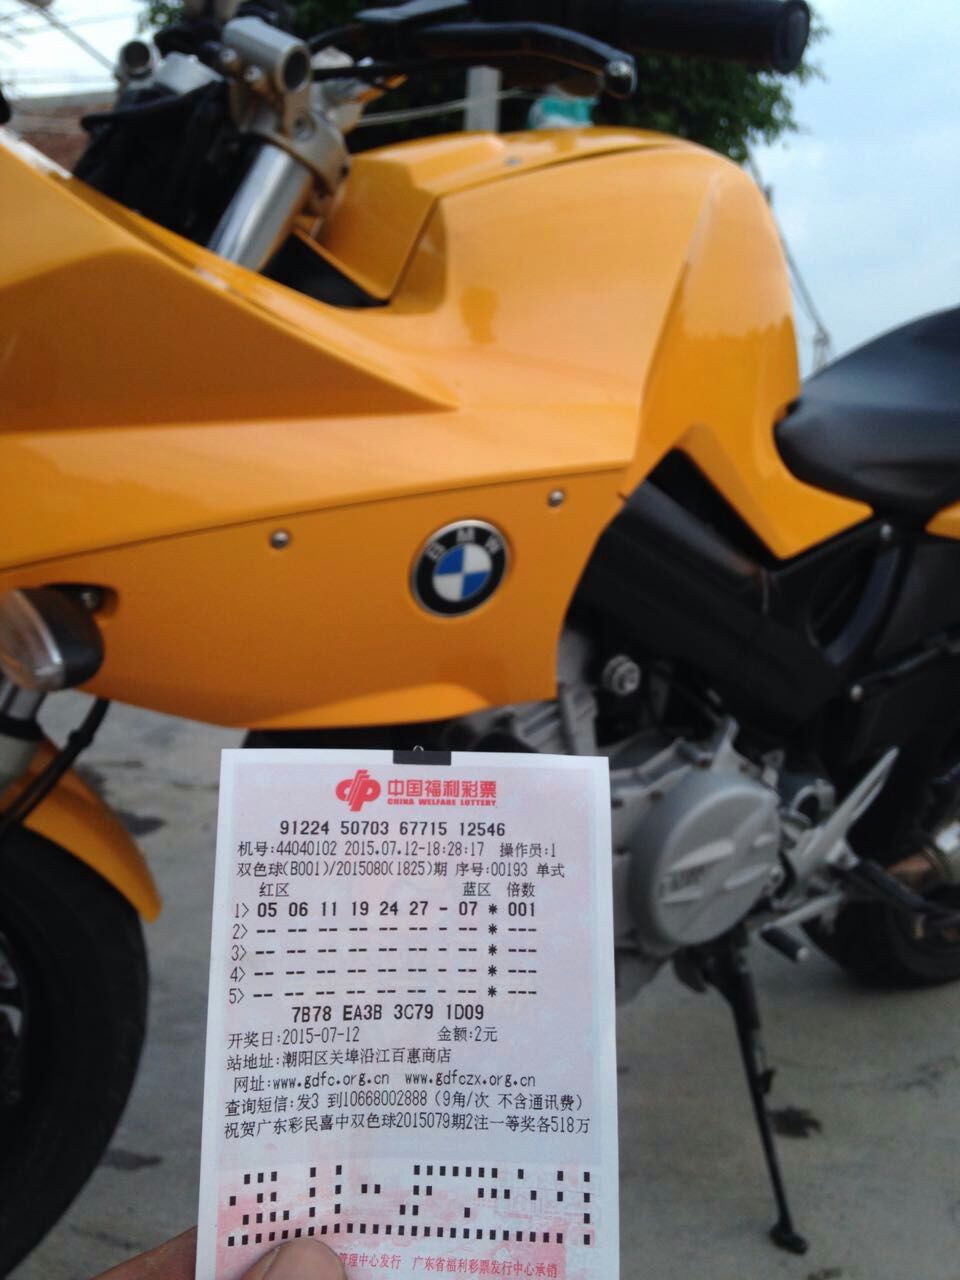 BMW
中国福利彩票
CHINA WELFARE LOTTERY
91224 50703 67715 12546
机号:44040102 2015.07.12-18:28:17 操作员:1
双色球(B001)/2015080(1825)期 序号:00193 单式
红区 蓝区 倍数
1> 05 06 11 19 24 27 - 07 * 001
2> -- -- -- -- -- -- - -- * ---
3> -- -- -- -- -- -- - -- * ---
4> -- -- -- -- -- -- - -- * ---
5> -- -- -- -- -- -- - -- * ---
7B78 EA3B 3C79 1D09
开奖日:2015-07-12 金额:2元
站地址:潮阳区关埠沿江百惠商店
网址:www.gdfc.org.cn www.gdfczx.org.cn
查询短信:发3 到10668002888 (9角/次 不含通讯费)
祝贺广东彩民喜中双色球2015079期2注一等奖各518万
管理中心发行 广东省福利彩票发行中心承销